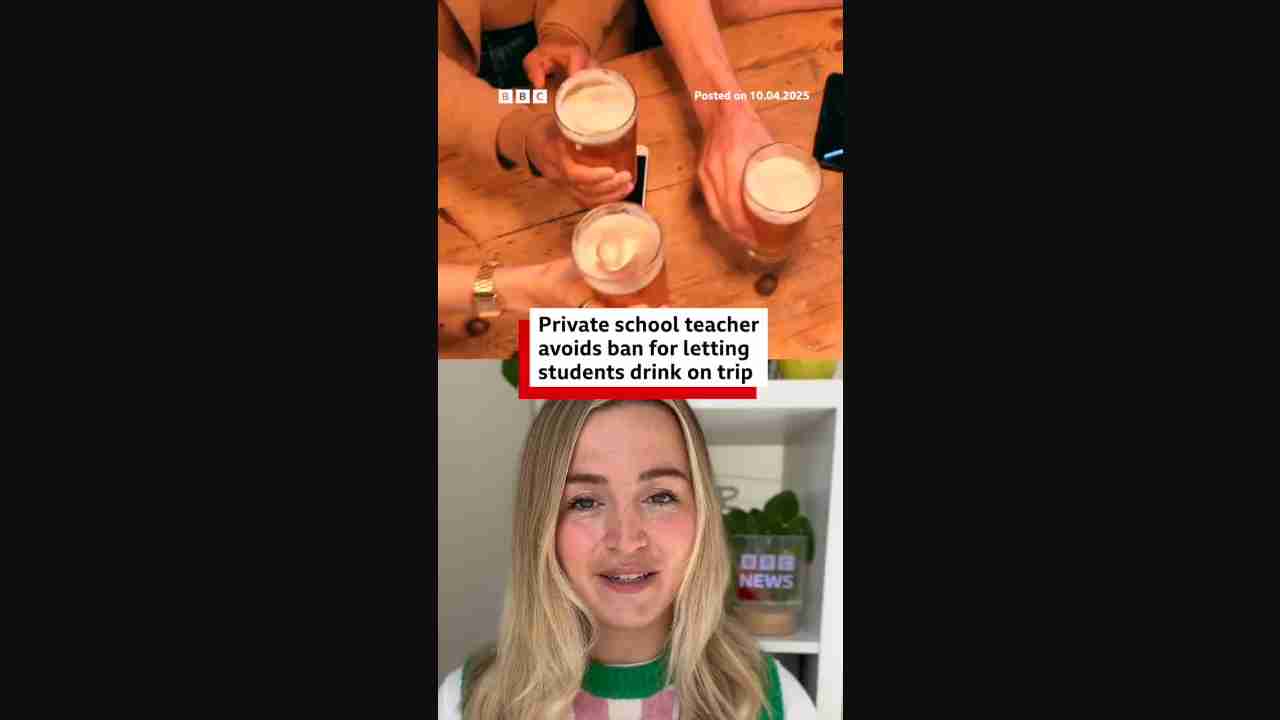 BBC
Posted on 10.04.2025
Private school teacher
avoids ban for letting
students drink on trip
BBC
NEWS